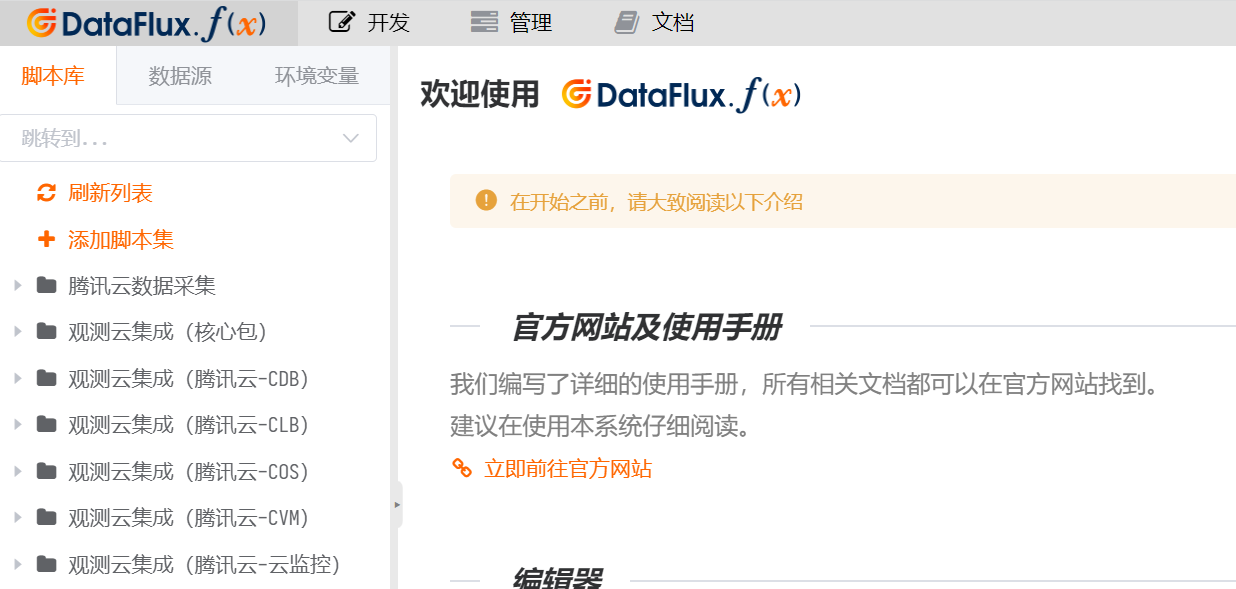 DataFlux.f(x) 开发 管理 文档
脚本库 数据源 环境变量
跳转到...
刷新列表
添加脚本集
腾讯云数据采集
观测云集成（核心包）
观测云集成（腾讯云-CDB）
观测云集成（腾讯云-CLB）
观测云集成（腾讯云-COS）
观测云集成（腾讯云-CVM）
观测云集成（腾讯云-云监控）
欢迎使用 DataFlux.f(x)
在开始之前，请大致阅读以下介绍
官方网站及使用手册
我们编写了详细的使用手册，所有相关文档都可以在官方网站找到。
建议在使用本系统仔细阅读。
立即前往官方网站
编辑器